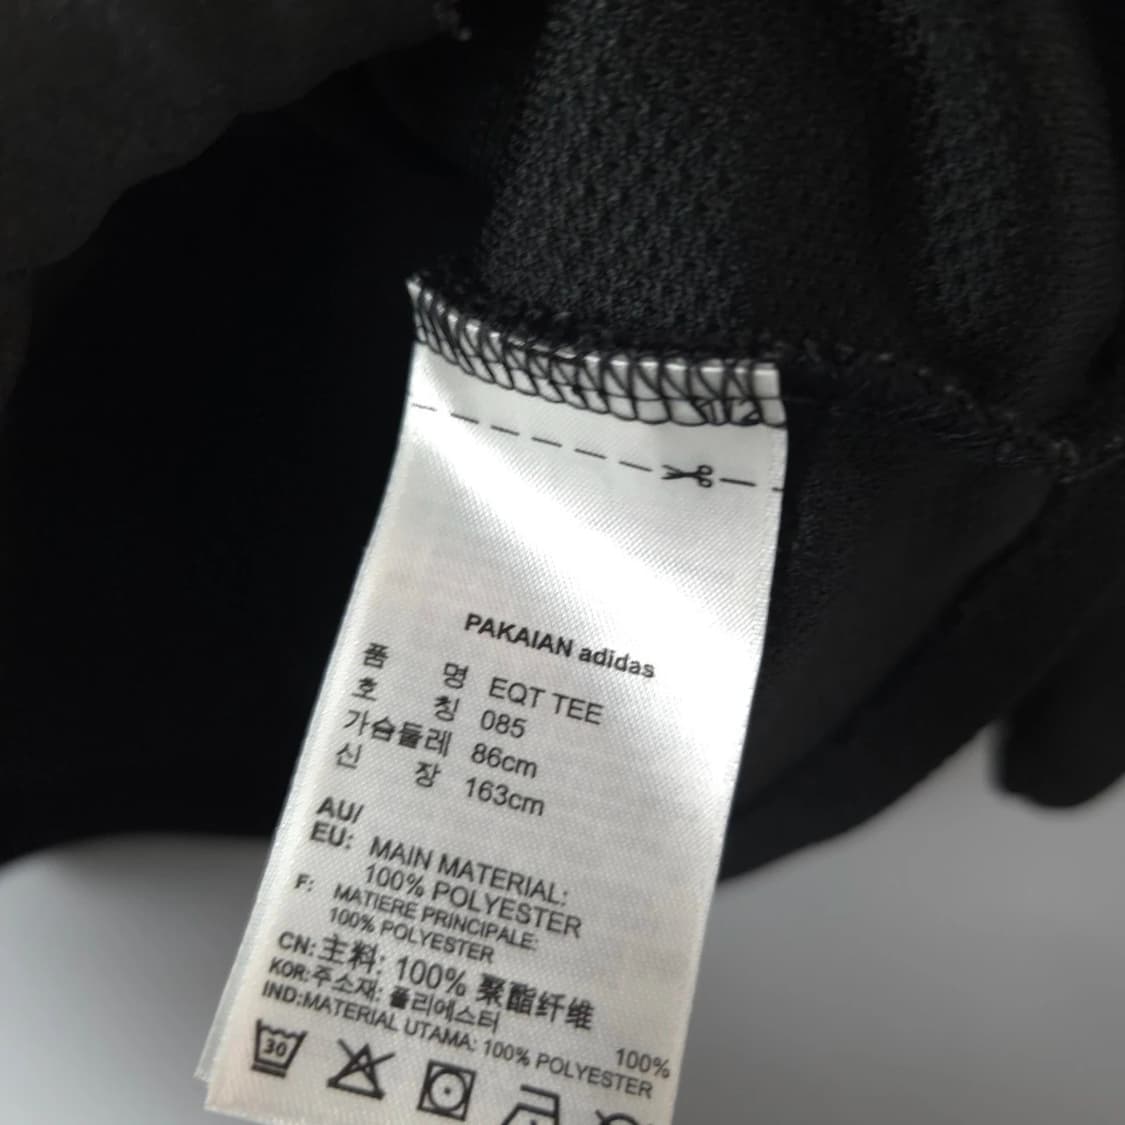 PAKAIAN adidas
품 명 EQT TEE
호 칭 085
가슴둘레 86cm
신 장 163cm
AU/
EU: MAIN MATERIAL:
100% POLYESTER
F: MATIERE PRINCIPALE:
100% POLYESTER
CN:主料: 100% 聚酯纤维
KOR:주소재: 폴리에스터 100%
IND:MATERIAL UTAMA: 100% POLYESTER
30